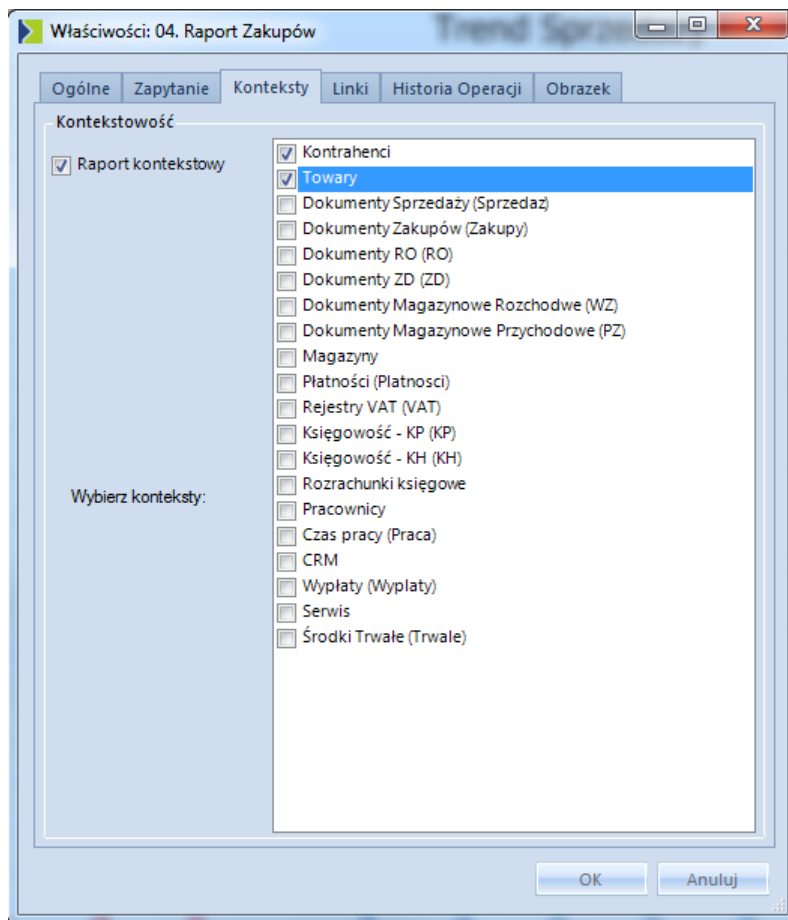 Właściwości: 04. Raport Zakupów
Trend Sprzedaży
Ogólne Zapytanie Konteksty Linki Historia Operacji Obrazek
Kontekstowość
Raport kontekstowy
Kontrahenci
Towary
Dokumenty Sprzedaży (Sprzedaz)
Dokumenty Zakupów (Zakupy)
Dokumenty RO (RO)
Dokumenty ZD (ZD)
Dokumenty Magazynowe Rozchodwe (WZ)
Dokumenty Magazynowe Przychodowe (PZ)
Magazyny
Płatności (Platnosci)
Rejestry VAT (VAT)
Księgowość - KP (KP)
Księgowość - KH (KH)
Rozrachunki księgowe
Wybierz konteksty:
Pracownicy
Czas pracy (Praca)
CRM
Wypłaty (Wyplaty)
Serwis
Środki Trwałe (Trwale)
OK Anuluj